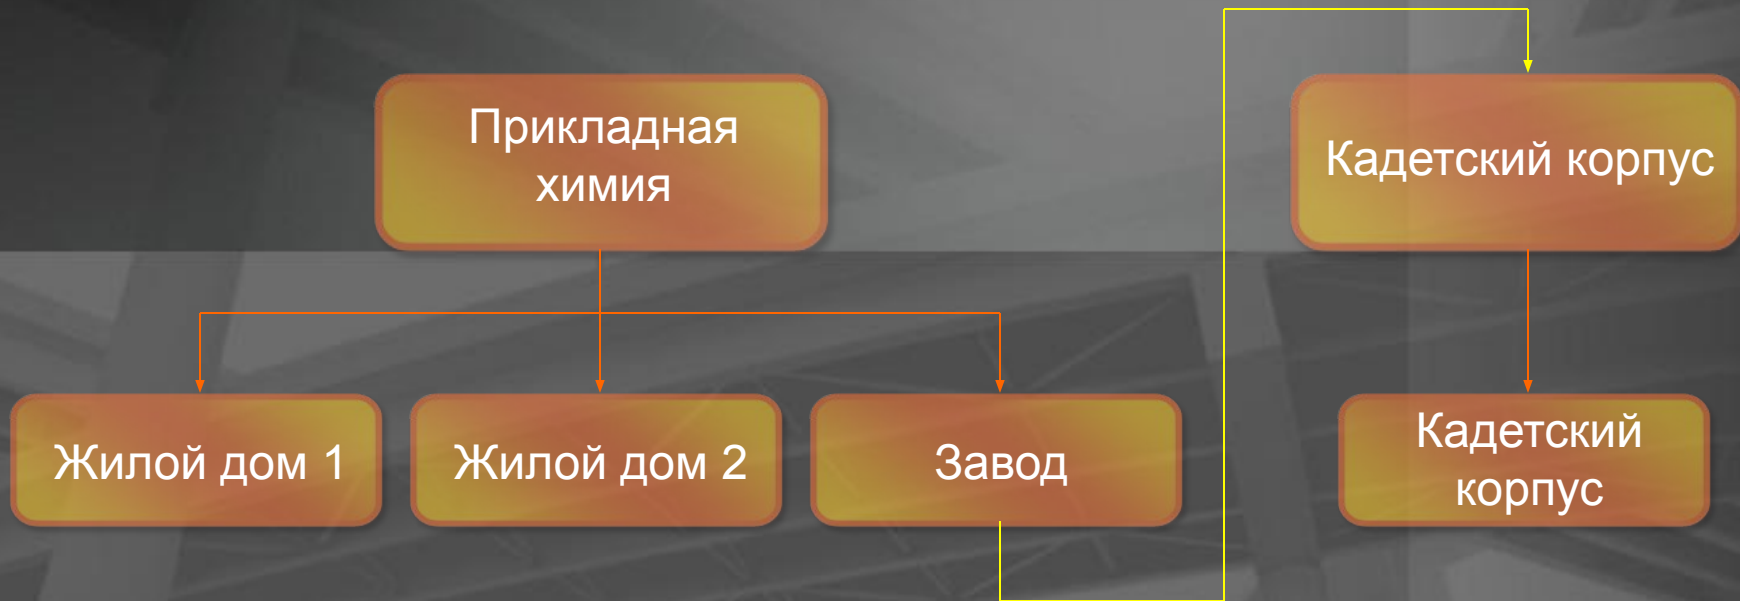 Прикладная
химия
Кадетский корпус
Жилой дом 1
Жилой дом 2
Завод
Кадетский
корпус